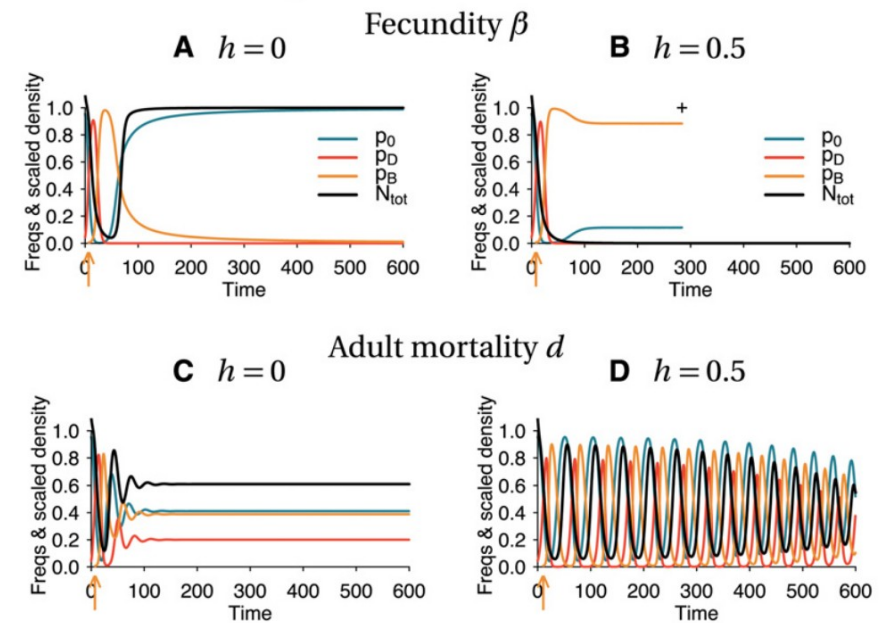 Fecundity β
A h = 0
B h = 0.5
Freqs & scaled density
1.0
0.8
0.6
0.4
0.2
0.0
p0
pD
pB
Ntot
0 100 200 300 400 500 600
Time
Freqs & scaled density
1.0
0.8
0.6
0.4
0.2
0.0
+
p0
pD
pB
Ntot
0 100 200 300 400 500 600
Time
Adult mortality d
C h = 0
D h = 0.5
Freqs & scaled density
1.0
0.8
0.6
0.4
0.2
0.0
0 100 200 300 400 500 600
Time
Freqs & scaled density
1.0
0.8
0.6
0.4
0.2
0.0
0 100 200 300 400 500 600
Time